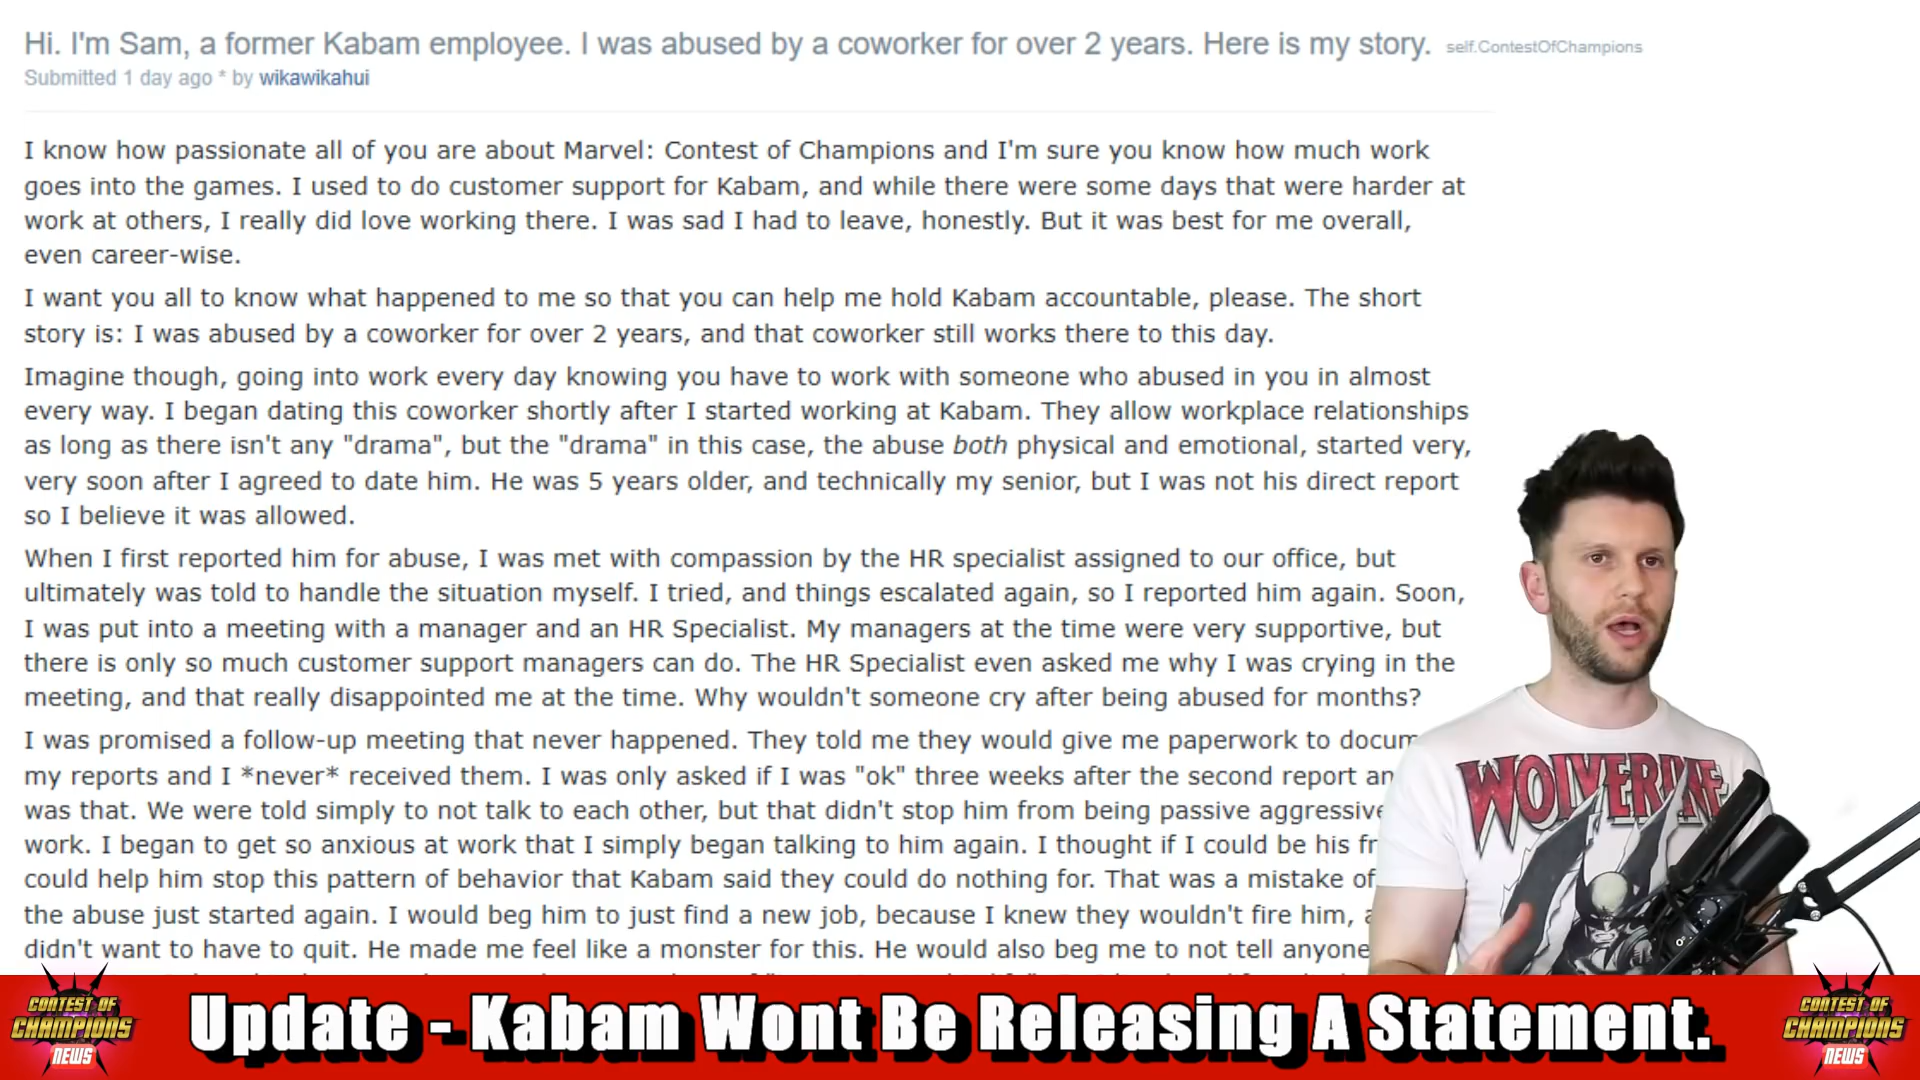 Hi. I'm Sam, a former Kabam employee. I was abused by a coworker for over 2 years. Here is my story. self.ContestOfChampions
Submitted 1 day ago * by wikawikahui
I know how passionate all of you are about Marvel: Contest of Champions and I'm sure you know how much work
goes into the games. I used to do customer support for Kabam, and while there were some days that were harder at
work at others, I really did love working there. I was sad I had to leave, honestly. But it was best for me overall,
even career-wise.
I want you all to know what happened to me so that you can help me hold Kabam accountable, please. The short
story is: I was abused by a coworker for over 2 years, and that coworker still works there to this day.
Imagine though, going into work every day knowing you have to work with someone who abused in you in almost
every way. I began dating this coworker shortly after I started working at Kabam. They allow workplace relationships
as long as there isn't any "drama", but the "drama" in this case, the abuse both physical and emotional, started very,
very soon after I agreed to date him. He was 5 years older, and technically my senior, but I was not his direct report
so I believe it was allowed.
When I first reported him for abuse, I was met with compassion by the HR specialist assigned to our office, but
ultimately was told to handle the situation myself. I tried, and things escalated again, so I reported him again. Soon,
I was put into a meeting with a manager and an HR Specialist. My managers at the time were very supportive, but
there is only so much customer support managers can do. The HR Specialist even asked me why I was crying in the
meeting, and that really disappointed me at the time. Why wouldn't someone cry after being abused for months?
I was promised a follow-up meeting that never happened. They told me they would give me paperwork to docum
my reports and I *never* received them. I was only asked if I was "ok" three weeks after the second report an
was that. We were told simply to not talk to each other, but that didn't stop him from being passive aggressive
work. I began to get so anxious at work that I simply began talking to him again. I thought if I could be his fr
could help him stop this pattern of behavior that Kabam said they could do nothing for. That was a mistake of
the abuse just started again. I would beg him to just find a new job, because I knew they wouldn't fire him, a
didn't want to have to quit. He made me feel like a monster for this. He would also beg me to not tell anyone
WOLVERINE
CONTEST OF
CHAMPIONS
NEWS
Update - Kabam Wont Be Releasing A Statement.
CONTEST OF
CHAMPIONS
NEWS